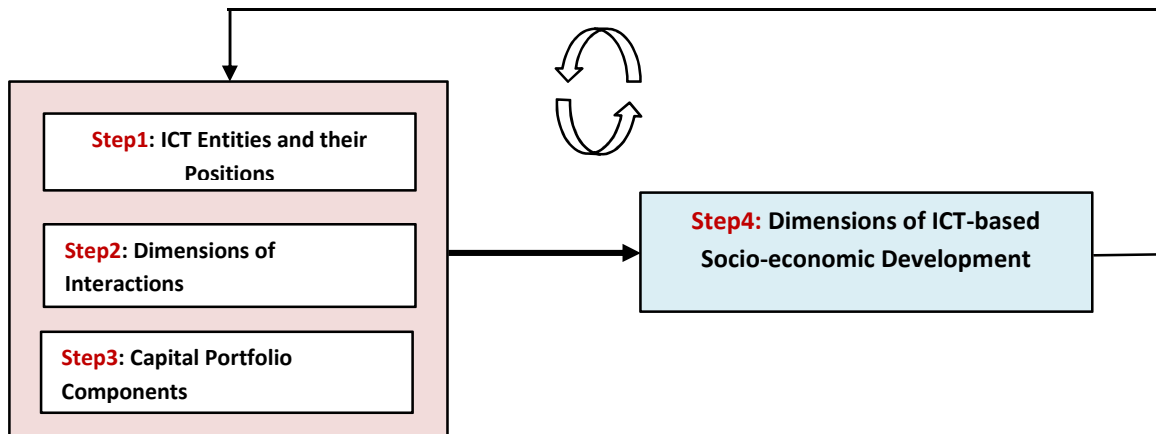 Step1: ICT Entities and their
Positions
Step2: Dimensions of
Interactions
Step3: Capital Portfolio
Components
Step4: Dimensions of ICT-based
Socio-economic Development